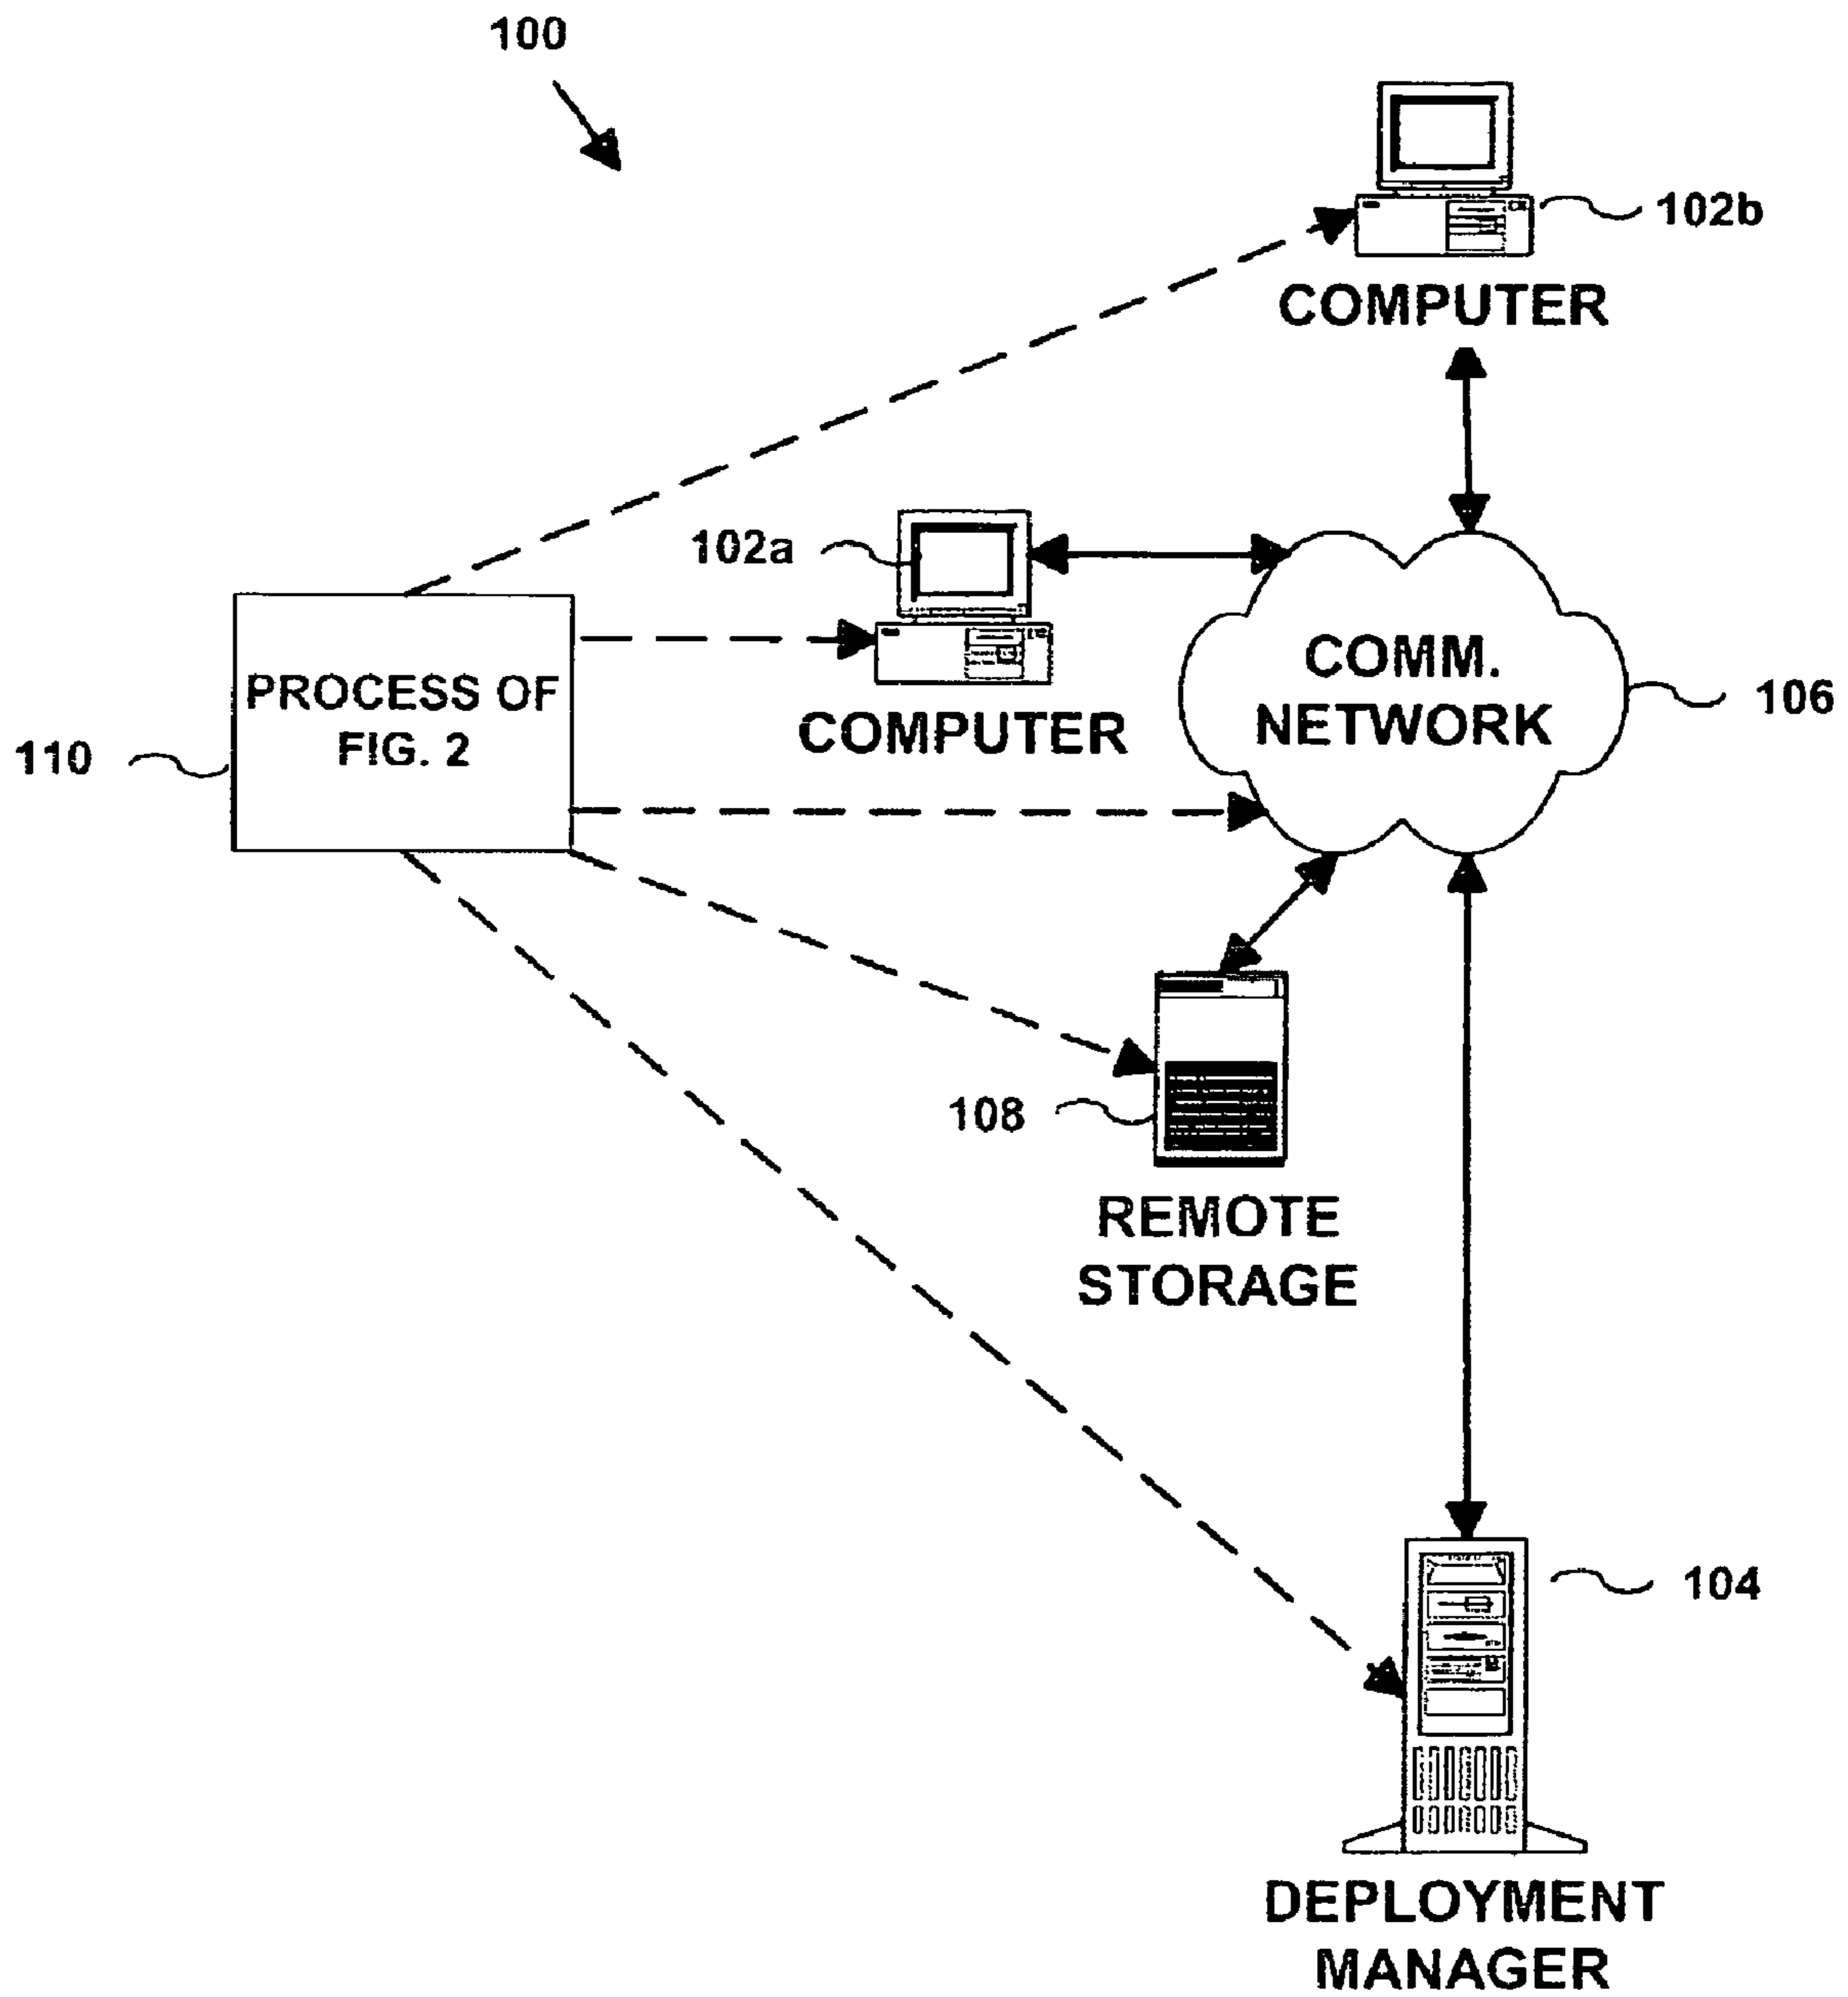 100
102b
COMPUTER
102a
COMPUTER
COMM.
NETWORK
106
PROCESS OF
FIG. 2
110
108
REMOTE
STORAGE
104
DEPLOYMENT
MANAGER